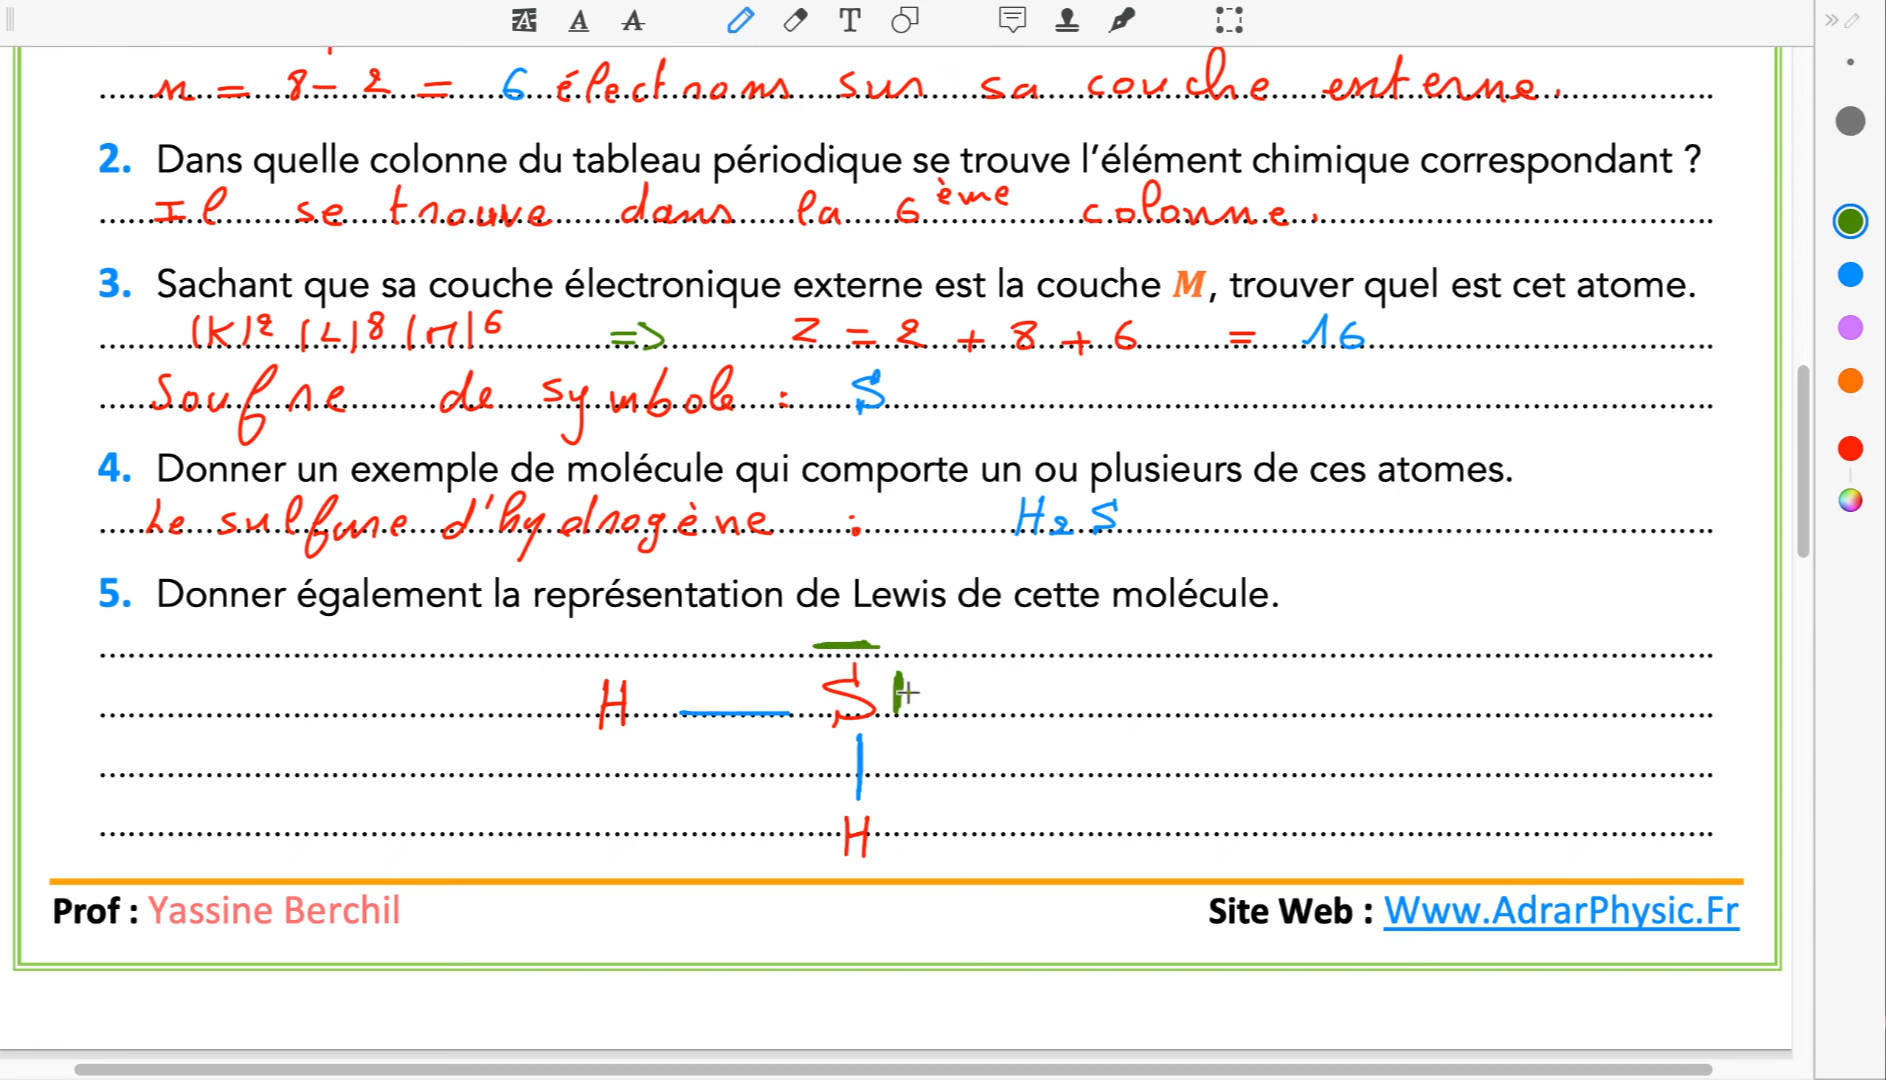 n = 8 - 2 = 6 électrons sur sa couche externe.
2. Dans quelle colonne du tableau périodique se trouve l'élément chimique correspondant ?
Il se trouve dans la 6ème colonne.
3. Sachant que sa couche électronique externe est la couche M, trouver quel est cet atome.
(K)² (L)⁸ (M)⁶ => Z = 2 + 8 + 6 = 16
Soufre de symbole : S
4. Donner un exemple de molécule qui comporte un ou plusieurs de ces atomes.
Le sulfure d'hydrogène : H₂S
5. Donner également la représentation de Lewis de cette molécule.
H — S
H
Prof : Yassine Berchil
Site Web : Www.AdrarPhysic.Fr